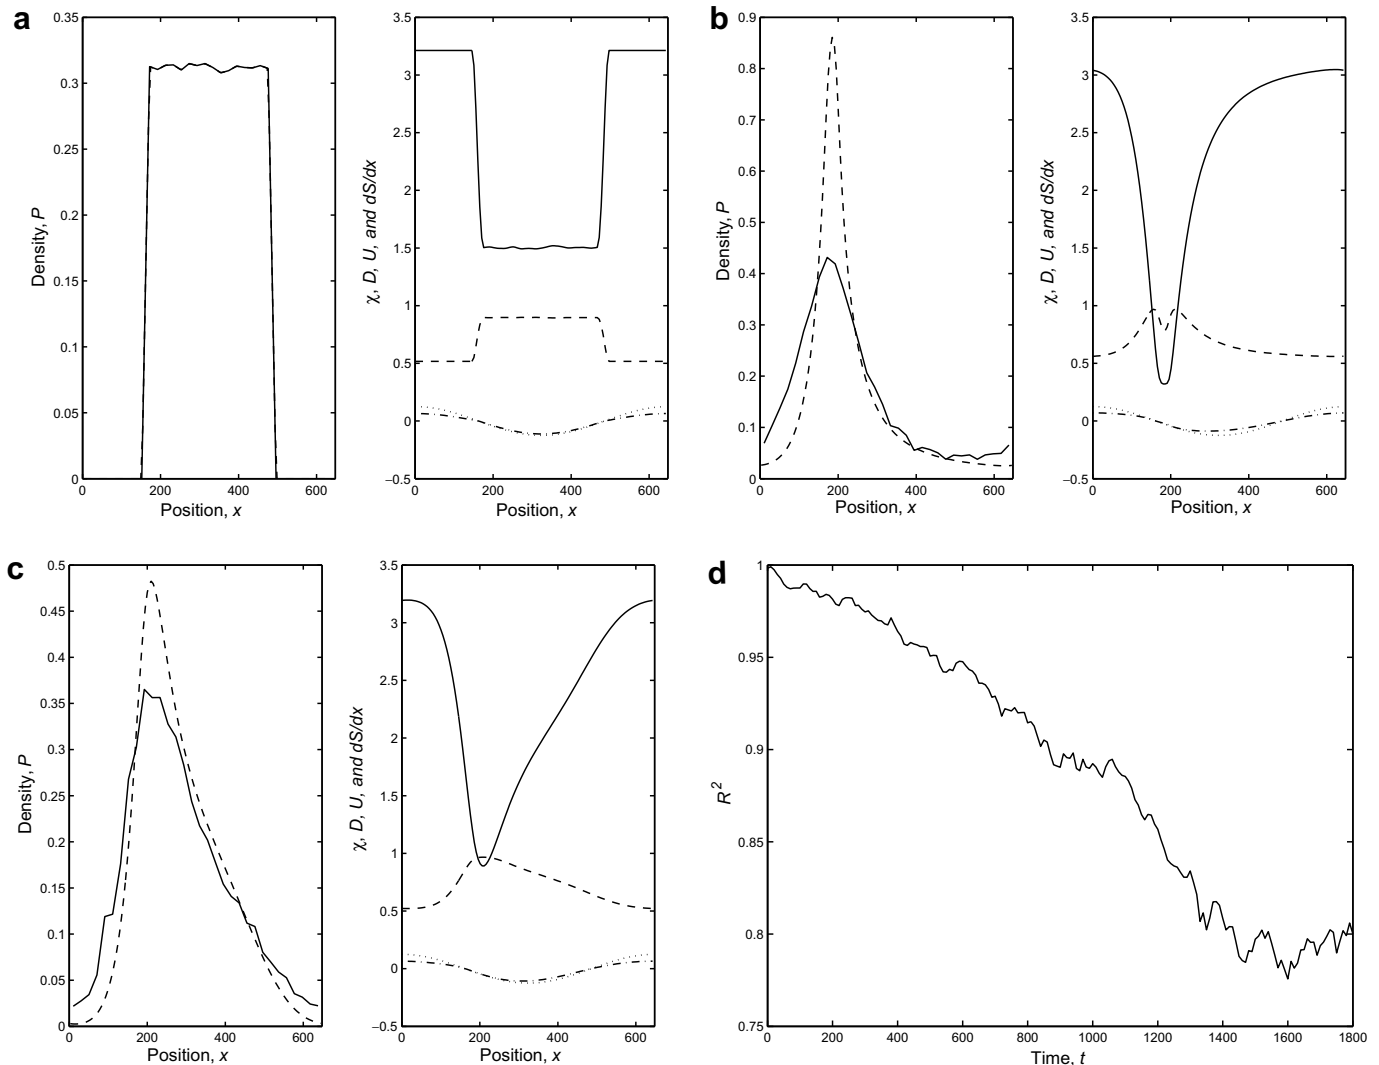 a
0.35
0.3
0.25
0.2
0.15
0.1
0.05
0
0 200 400 600
Density, P
Position, x
3.5
3
2.5
2
1.5
1
0.5
0
−0.5
0 200 400 600
χ, D, U, and dS/dx
Position, x
b
0.9
0.8
0.7
0.6
0.5
0.4
0.3
0.2
0.1
0
0 200 400 600
Density, P
Position, x
3.5
3
2.5
2
1.5
1
0.5
0
−0.5
0 200 400 600
χ, D, U, and dS/dx
Position, x
c
0.5
0.45
0.4
0.35
0.3
0.25
0.2
0.15
0.1
0.05
0
0 200 400 600
Density, P
Position, x
3.5
3
2.5
2
1.5
1
0.5
0
−0.5
0 200 400 600
χ, D, U, and dS/dx
Position, x
d
1
0.95
0.9
0.85
0.8
0.75
0 200 400 600 800 1000 1200 1400 1600 1800
R²
Time, t